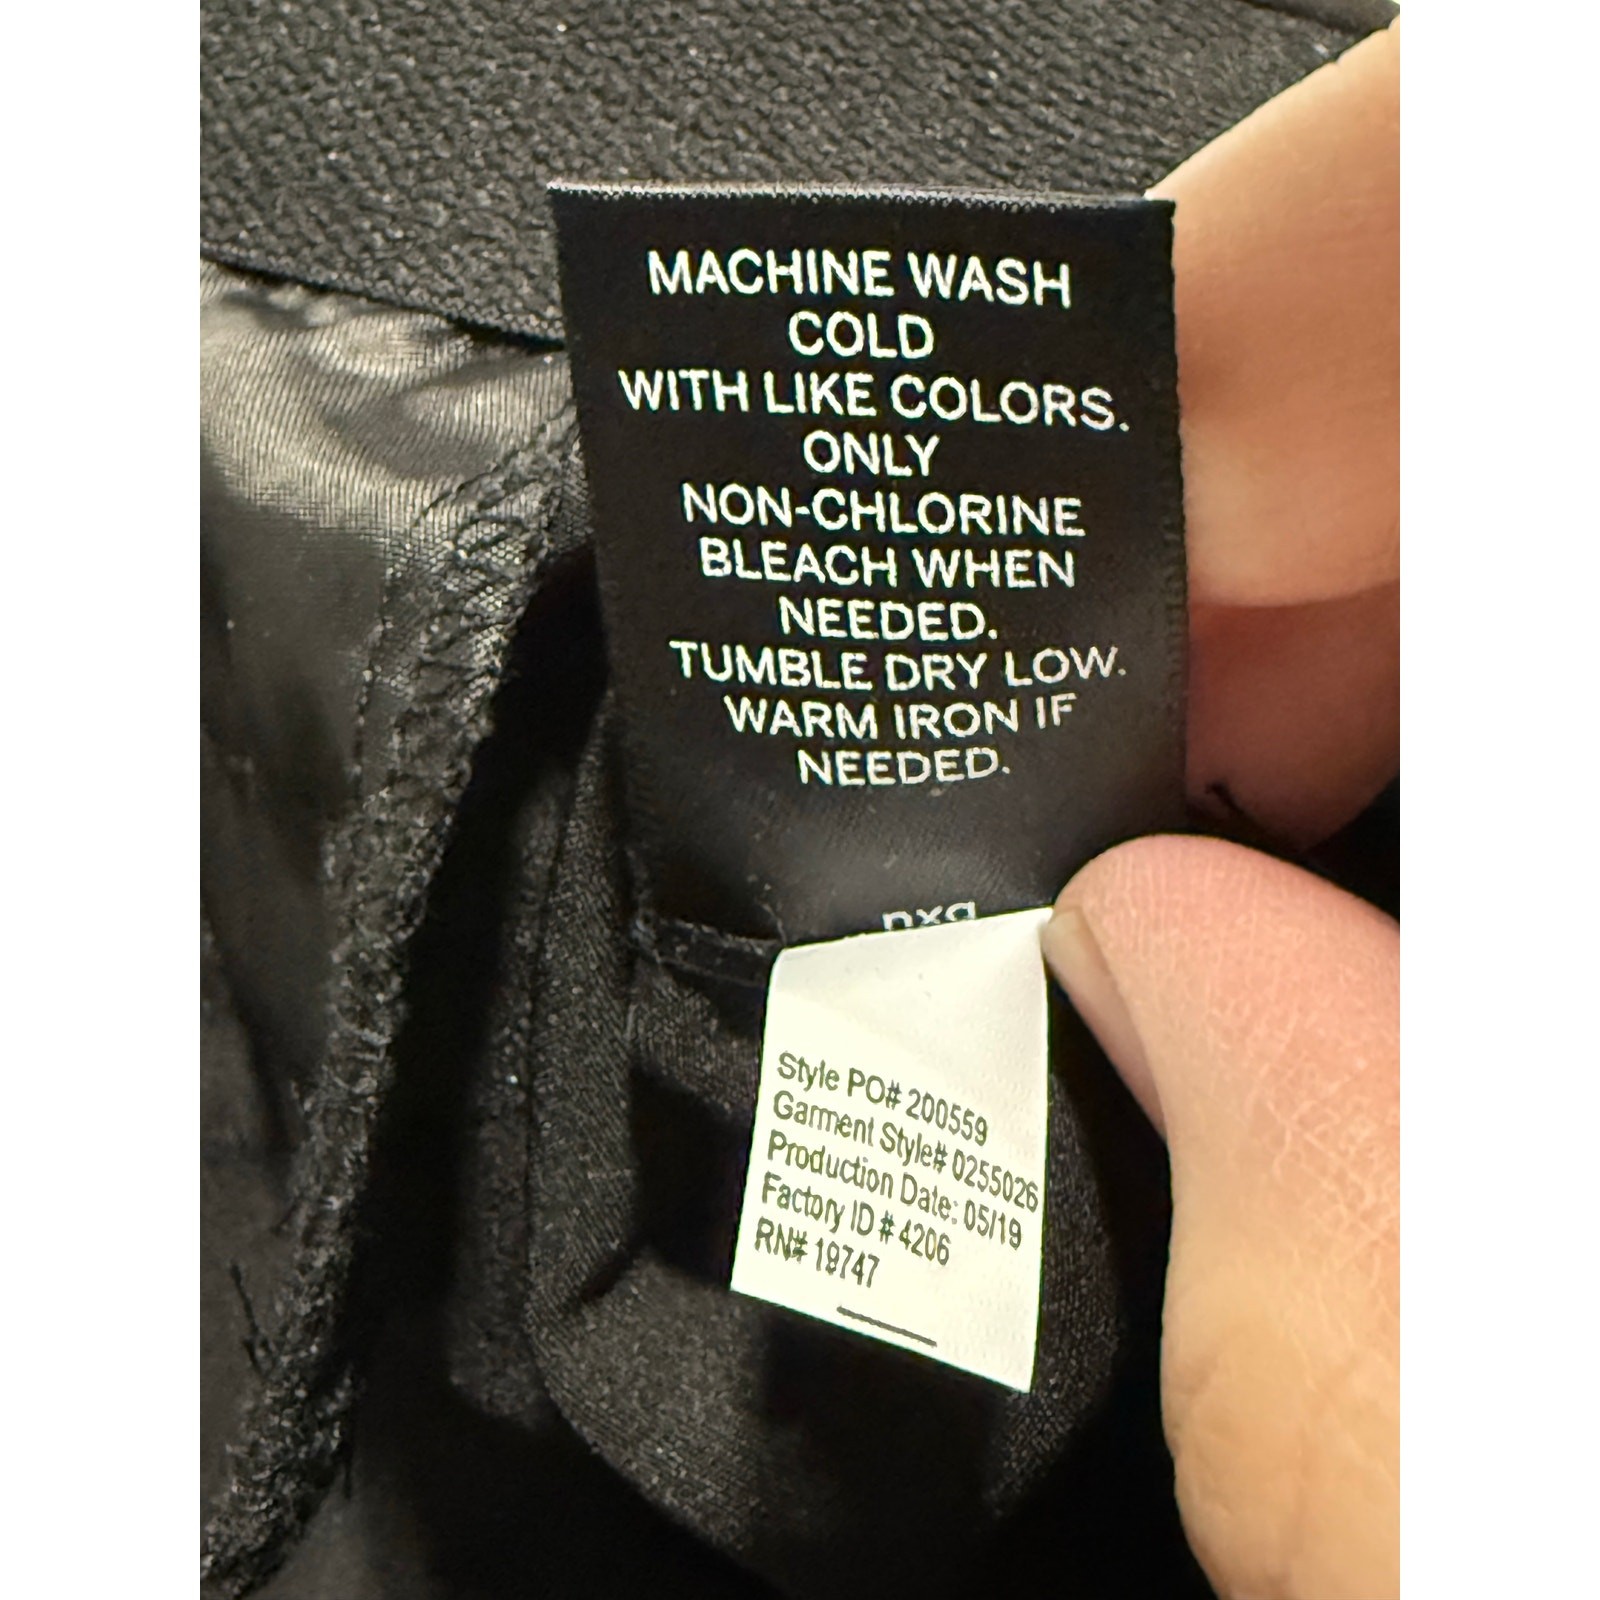 MACHINE WASH
COLD
WITH LIKE COLORS.
ONLY
NON-CHLORINE
BLEACH WHEN
NEEDED.
TUMBLE DRY LOW.
WARM IRON IF
NEEDED.
Style PO# 200559
Garment Style# 0255026
Production Date: 05/19
Factory ID # 4206
RN# 19747